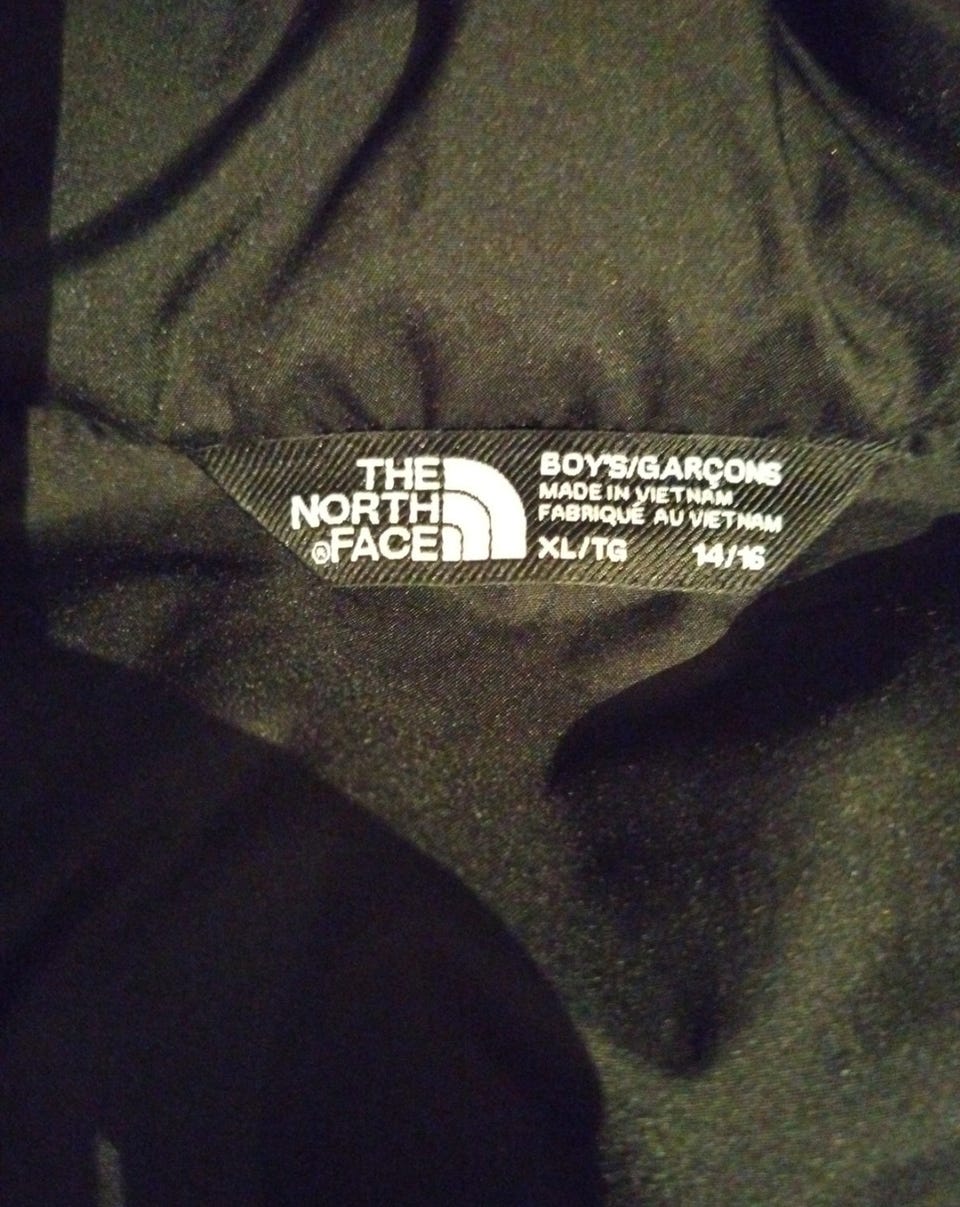 THE
NORTH
®FACE
BOY'S/GARÇONS
MADE IN VIETNAM
FABRIQUÉ AU VIETNAM
XL/TG 14/16